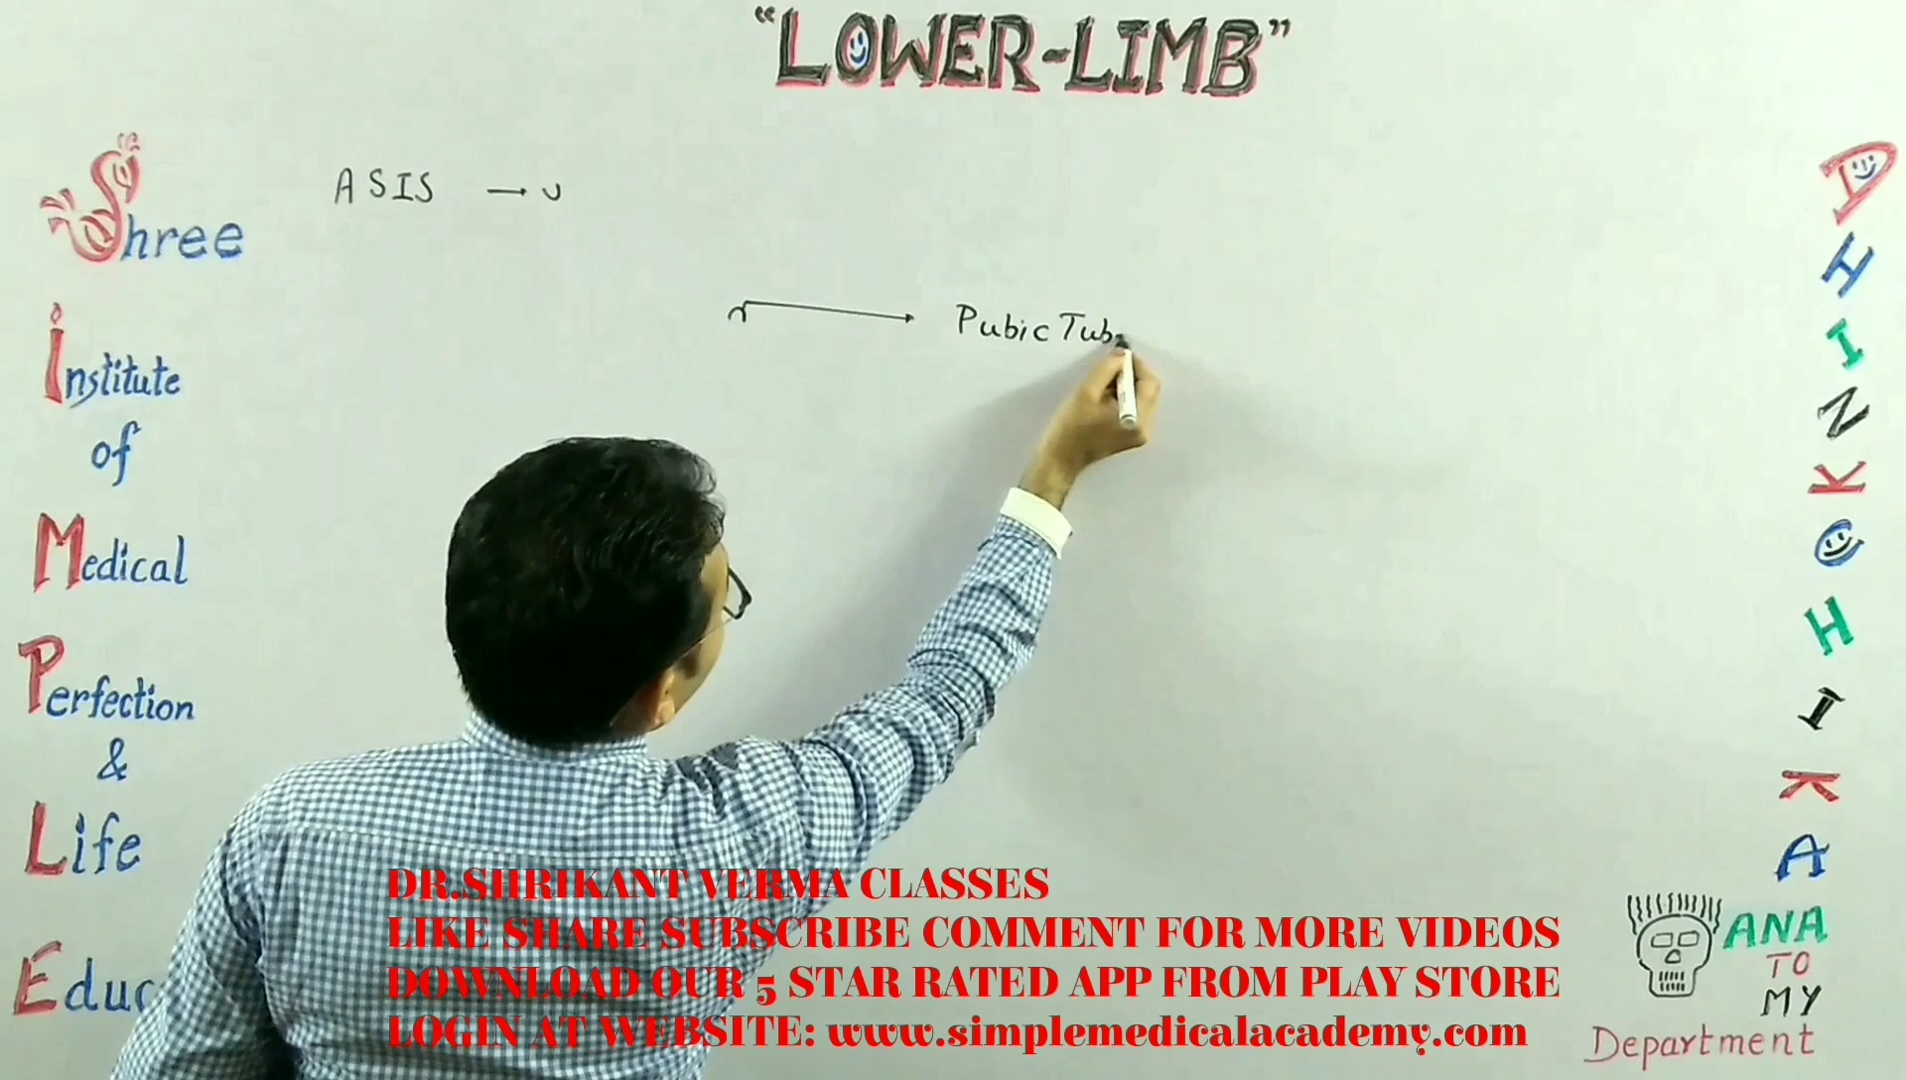 “LOWER-LIMB”
Shree
Institute
of
Medical
Perfection
&
Life
Educ
ASIS
Pubic Tub
DHINKCHIKA
ANA
TO
MY
Department
DR.SHRIKANT VERMA CLASSES
LIKE SHARE SUBSCRIBE COMMENT FOR MORE VIDEOS
DOWNLOAD OUR 5 STAR RATED APP FROM PLAY STORE
LOGIN AT WEBSITE: www.simplemedicalacademy.com